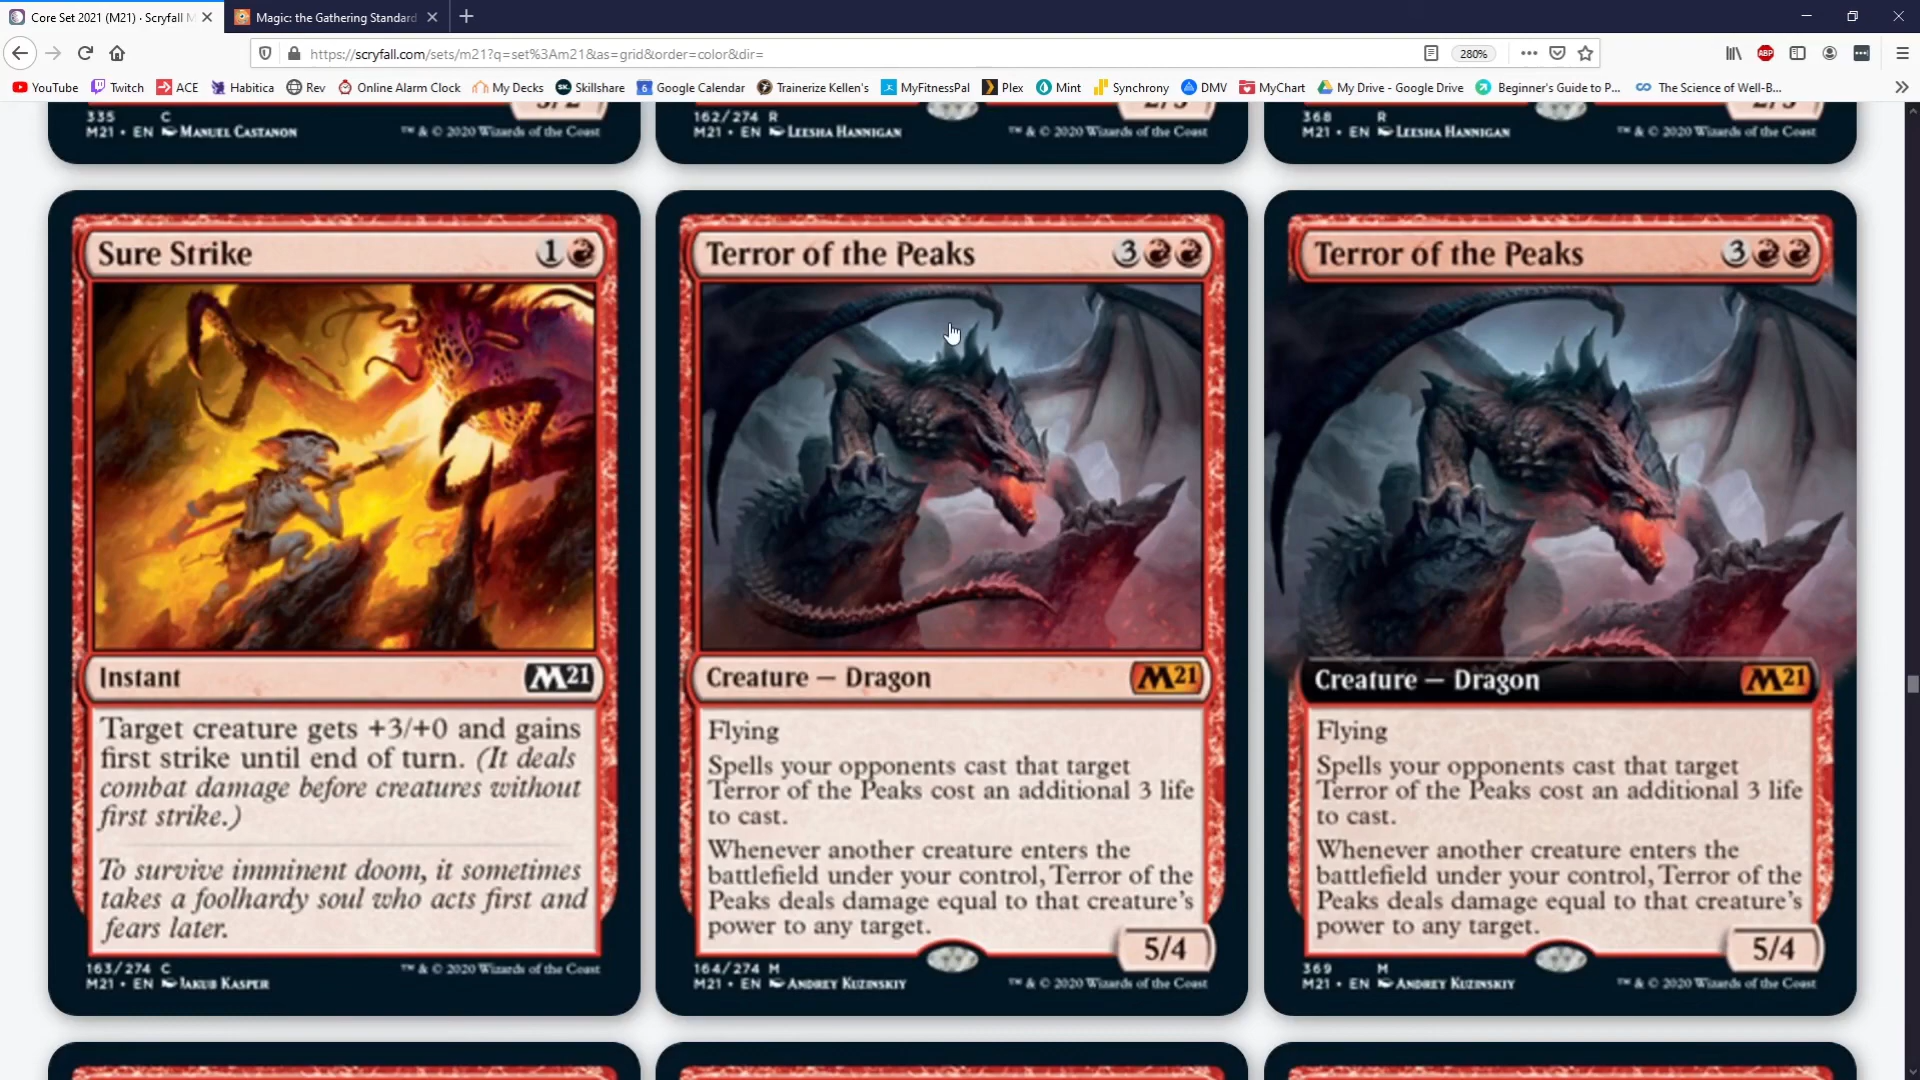 Core Set 2021 (M21) · Scryfall M
Magic: the Gathering Standard
https://scryfall.com/sets/m21?q=set%3Am21&as=grid&order=color&dir=
280%
YouTube
Twitch
ACE
Habitica
Rev
Online Alarm Clock
My Decks
Skillshare
Google Calendar
Trainerize Kellen's
MyFitnessPal
Plex
Mint
Synchrony
DMV
MyChart
My Drive - Google Drive
Beginner's Guide to P...
The Science of Well-B...
335 C
M21 • EN MANUEL CASTANON
™ & © 2020 Wizards of the Coast
162/274 R
M21 • EN LEESHA HANNIGAN
™ & © 2020 Wizards of the Coast
368 R
M21 • EN LEESHA HANNIGAN
™ & © 2020 Wizards of the Coast
Sure Strike 1
Instant M21
Target creature gets +3/+0 and gains
first strike until end of turn. (It deals
combat damage before creatures without
first strike.)
To survive imminent doom, it sometimes
takes a foolhardy soul who acts first and
fears later.
163/274 C
M21 • EN JAKUB KASPER
™ & © 2020 Wizards of the Coast
Terror of the Peaks 3
Creature — Dragon M21
Flying
Spells your opponents cast that target
Terror of the Peaks cost an additional 3 life
to cast.
Whenever another creature enters the
battlefield under your control, Terror of the
Peaks deals damage equal to that creature's
power to any target.
5/4
164/274 M
M21 • EN ANDREY KUZINSKIY
™ & © 2020 Wizards of the Coast
Terror of the Peaks 3
Creature — Dragon M21
Flying
Spells your opponents cast that target
Terror of the Peaks cost an additional 3 life
to cast.
Whenever another creature enters the
battlefield under your control, Terror of the
Peaks deals damage equal to that creature's
power to any target.
5/4
369 M
M21 • EN ANDREY KUZINSKIY
™ & © 2020 Wizards of the Coast